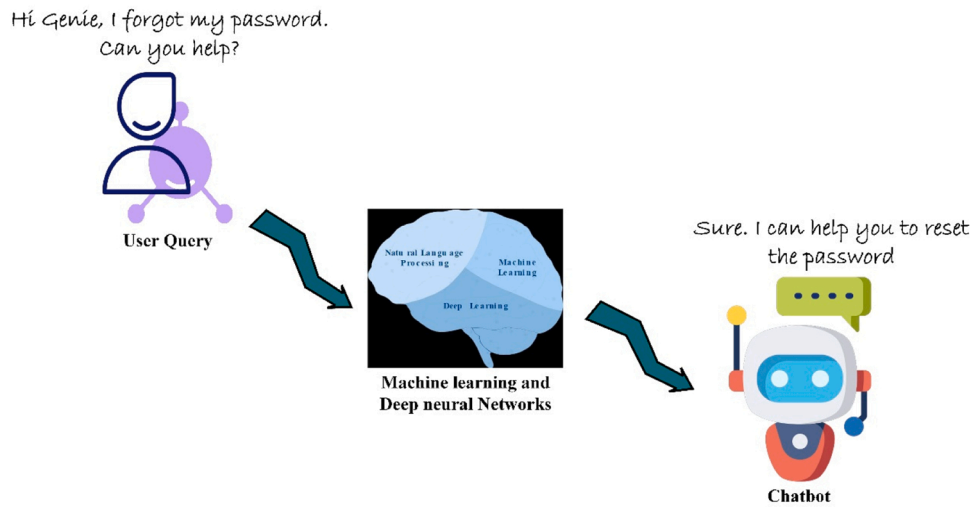 Hi Genie, I forgot my password.
Can you help?
User Query
Natural Language
Processing
Machine
Learning
Deep Learning
Machine learning and
Deep neural Networks
Sure. I can help you to reset
the password
Chatbot